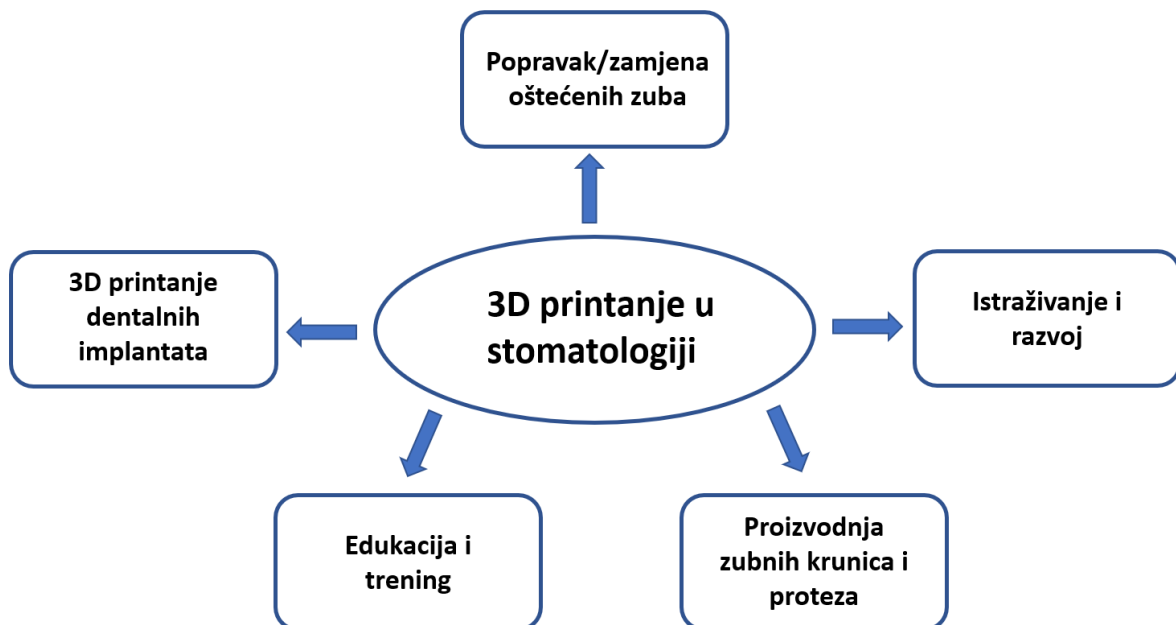 Popravak/zamjena
oštećenih zuba
3D printanje
dentalnih
implantata
3D printanje u
stomatologiji
Istraživanje i
razvoj
Edukacija i
trening
Proizvodnja
zubnih krunica i
proteza